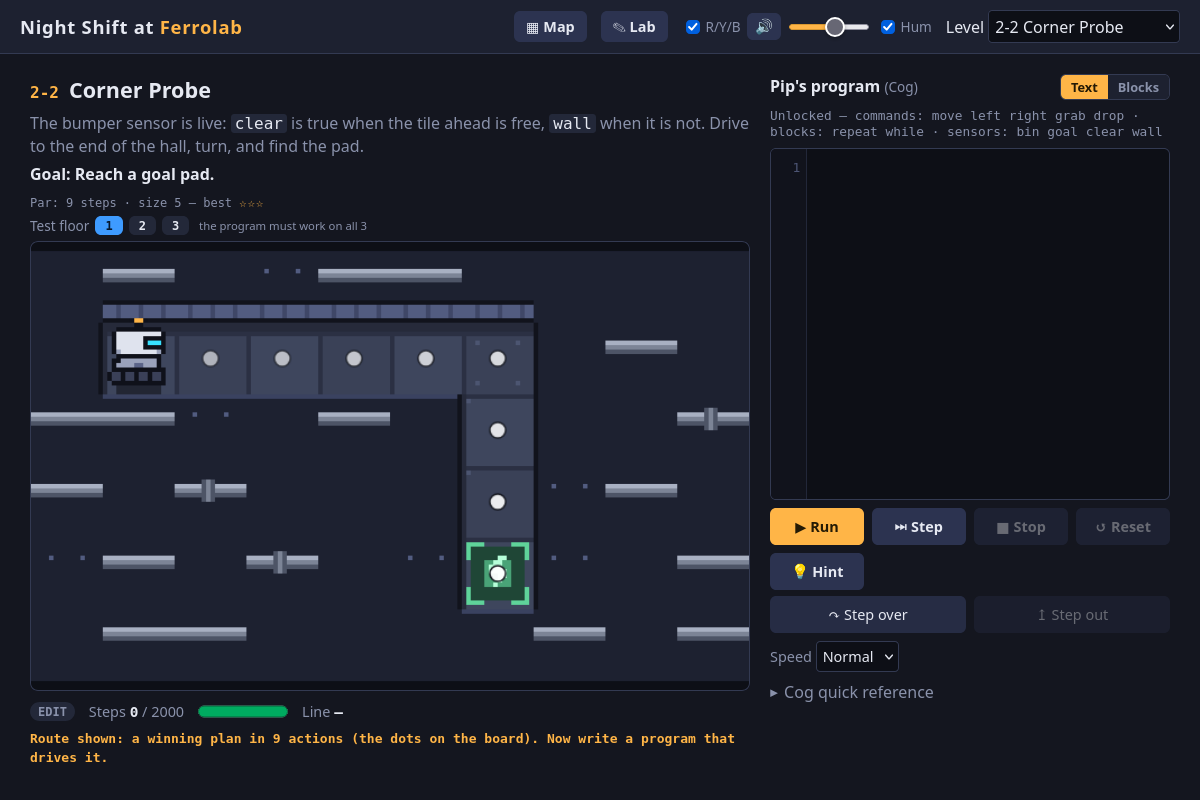 Night Shift at Ferrolab
▦ Map
✎ Lab
R/Y/B
🔊
Hum
Level
2-2 Corner Probe
2-2 Corner Probe
The bumper sensor is live: clear is true when the tile ahead is free, wall when it is not. Drive
to the end of the hall, turn, and find the pad.
Goal: Reach a goal pad.
Par: 9 steps · size 5 — best ☆☆☆
Test floor 1 2 3 the program must work on all 3
EDIT Steps 0 / 2000 Line —
Route shown: a winning plan in 9 actions (the dots on the board). Now write a program that
drives it.
Pip's program (Cog)
Text Blocks
Unlocked — commands: move left right grab drop ·
blocks: repeat while · sensors: bin goal clear wall
1
▶ Run
⏭ Step
■ Stop
↺ Reset
💡 Hint
↷ Step over
↥ Step out
Speed Normal
▸ Cog quick reference